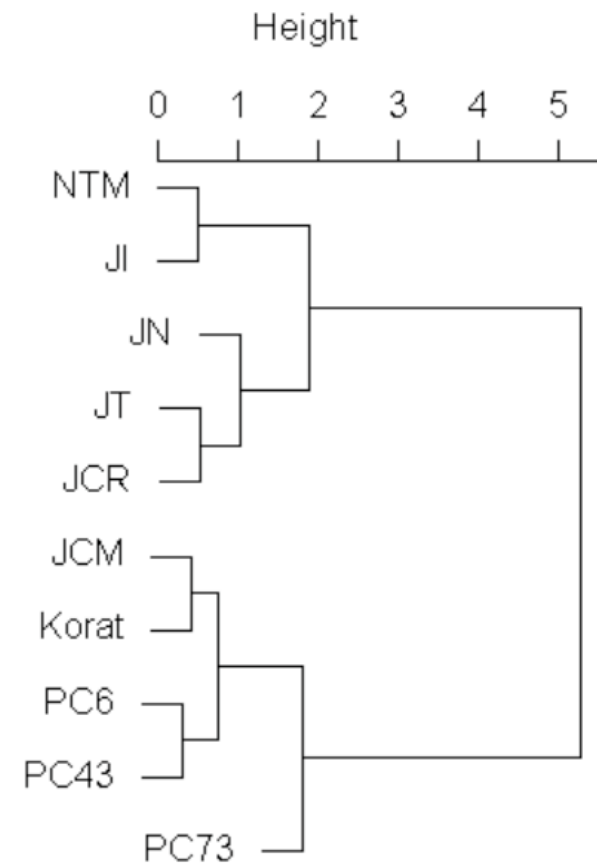 Height
0 1 2 3 4 5
NTM
JI
JN
JT
JCR
JCM
Korat
PC6
PC43
PC73